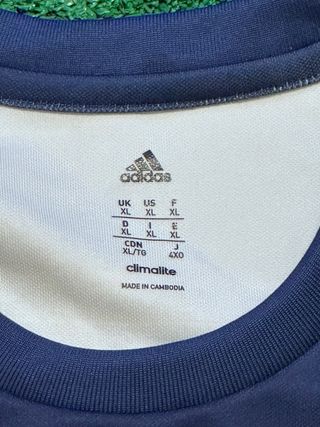 adidas
UK US F
XL XL XL
D I E
XL XL XL
CDN J
XL/TG 4XO
climalite
MADE IN CAMBODIA